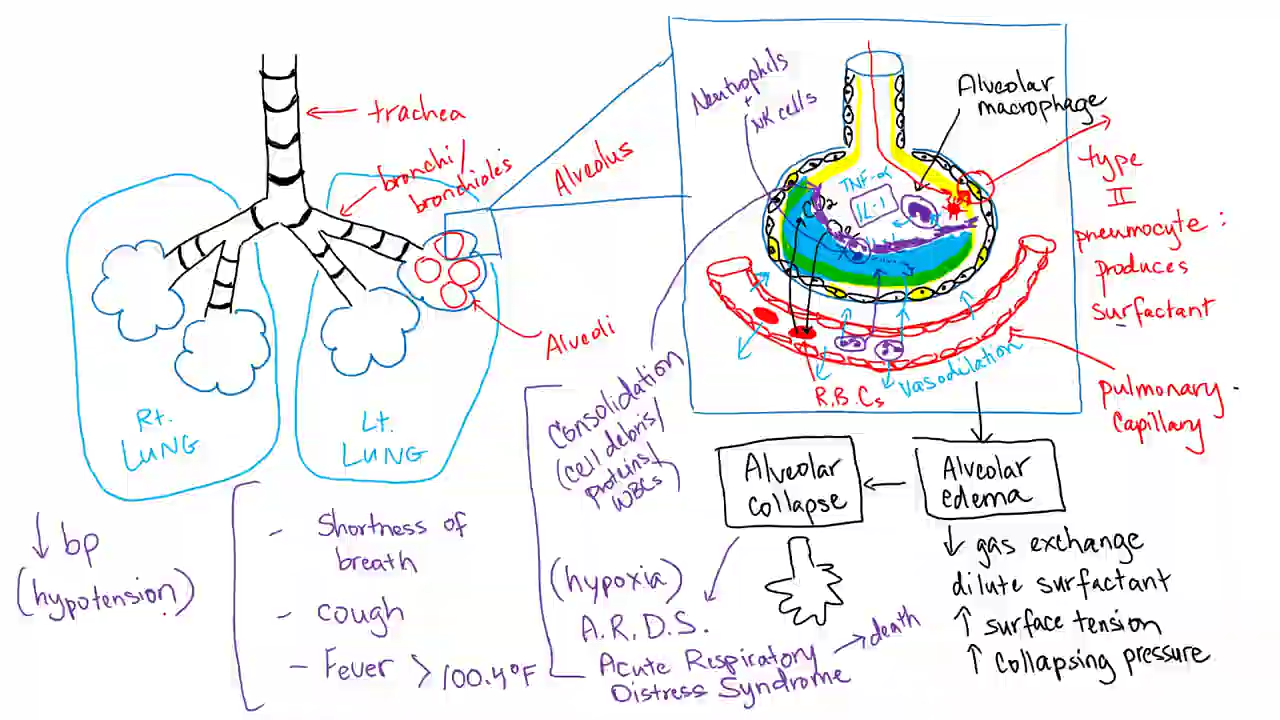 trachea
bronchi/
bronchioles
Alveolus
Alveoli
Rt.
LUNG
Lt.
LUNG
Neutrophils
+
NK cells
Alveolar
macrophage
TNF-α
IL-1
CO2
O2
type
II
pneumocyte:
produces
surfactant
R.B.Cs
vasodilation
pulmonary
Capillary
Consolidation
(cell debris/
Proteins/
WBCs)
Alveolar
collapse
Alveolar
edema
↓ gas exchange
dilute surfactant
↑ surface tension
↑ collapsing pressure
↓ bp
(hypotension)
- Shortness of
breath
- cough
- Fever > 100.4°F
(hypoxia)
A.R.D.S.
Acute Respiratory
Distress Syndrome
→ death